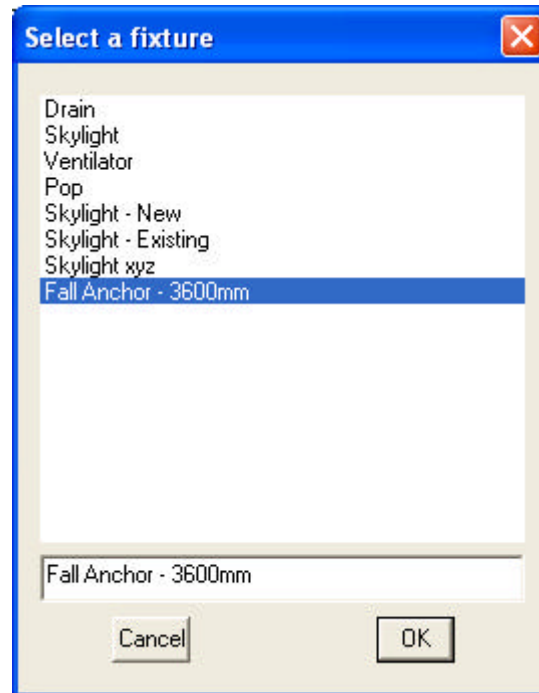 Select a fixture
Drain
Skylight
Ventilator
Pop
Skylight - New
Skylight - Existing
Skylight xyz
Fall Anchor - 3600mm
Fall Anchor - 3600mm
Cancel OK